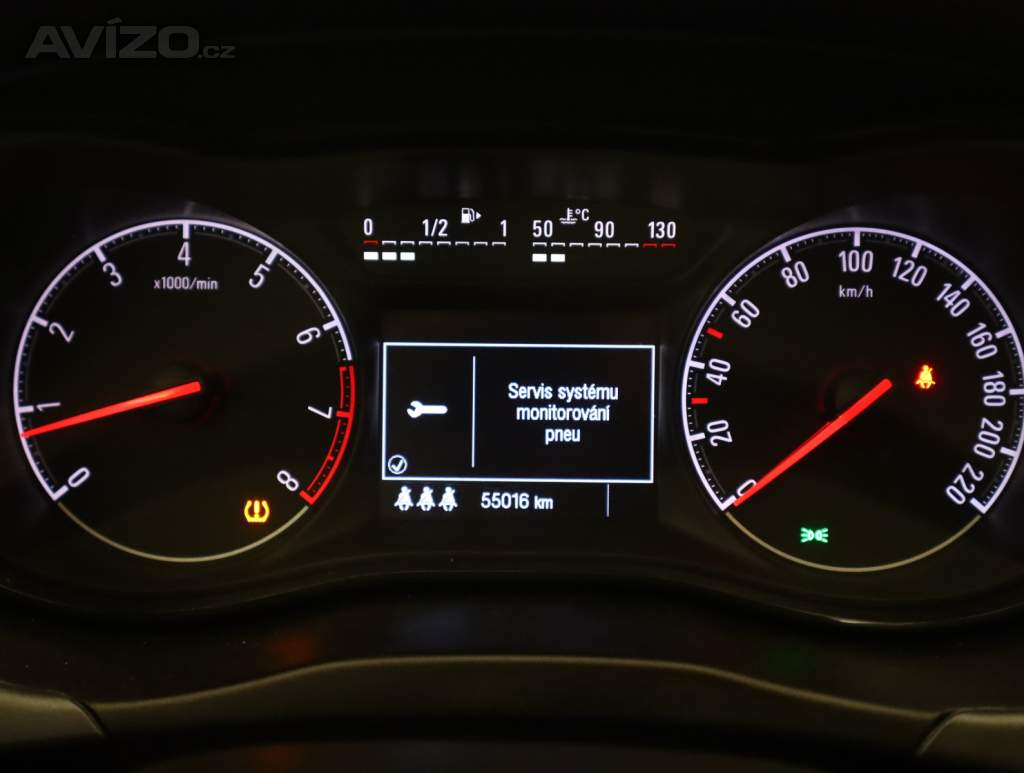 AVÍZO.cz
0 1/2 1 50 °C 90 130
0 1 2 3 4 5 6 7 8
x1000/min
0 20 40 60 80 100 120 140 160 180 200 220
km/h
Servis systému
monitorování
pneu
55016 km